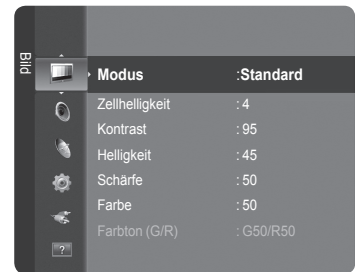 Bild
Modus :Standard
Zellhelligkeit : 4
Kontrast : 95
Helligkeit : 45
Schärfe : 50
Farbe : 50
Farbton (G/R) : G50/R50
?